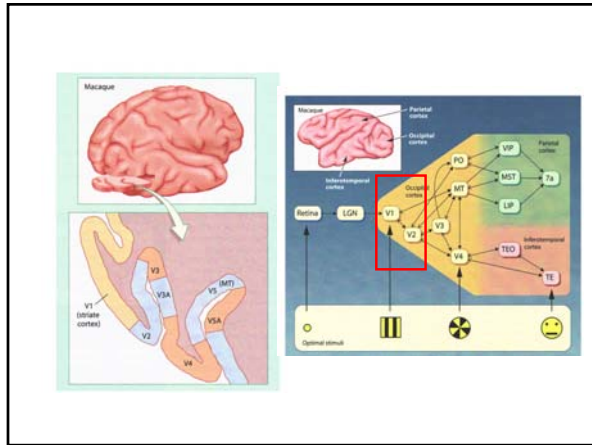 Macaque
V1
(striate
cortex)
V2
V3
V3A
V4
V5
(MT)
V5A
Macaque
Parietal
cortex
Occipital
cortex
Inferotemporal
cortex
Retina
LGN
V1
V2
V3
Occipital
cortex
PO
MT
V4
VIP
MST
LIP
7a
Parietal
cortex
TEO
TE
Inferotemporal
cortex
Optimal stimuli